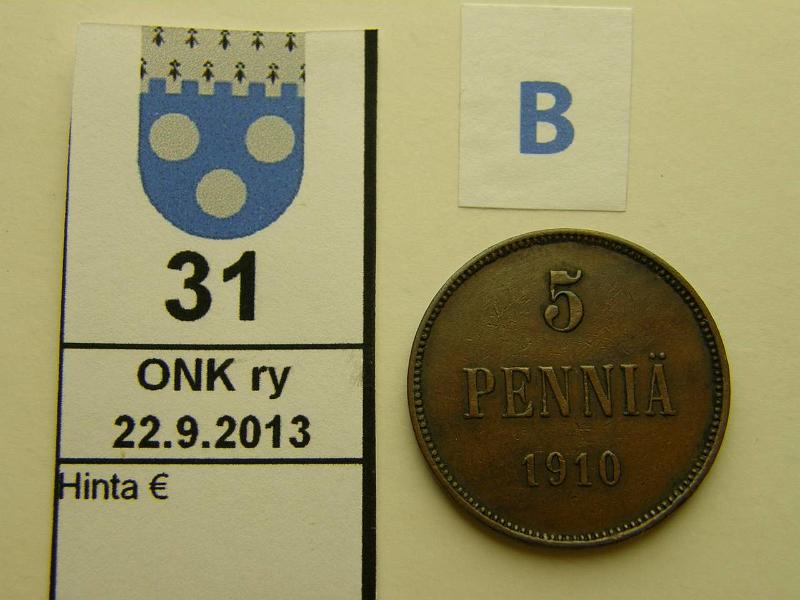 31
ONK ry
22.9.2013
Hinta €
B
5
PENNIÄ
1910